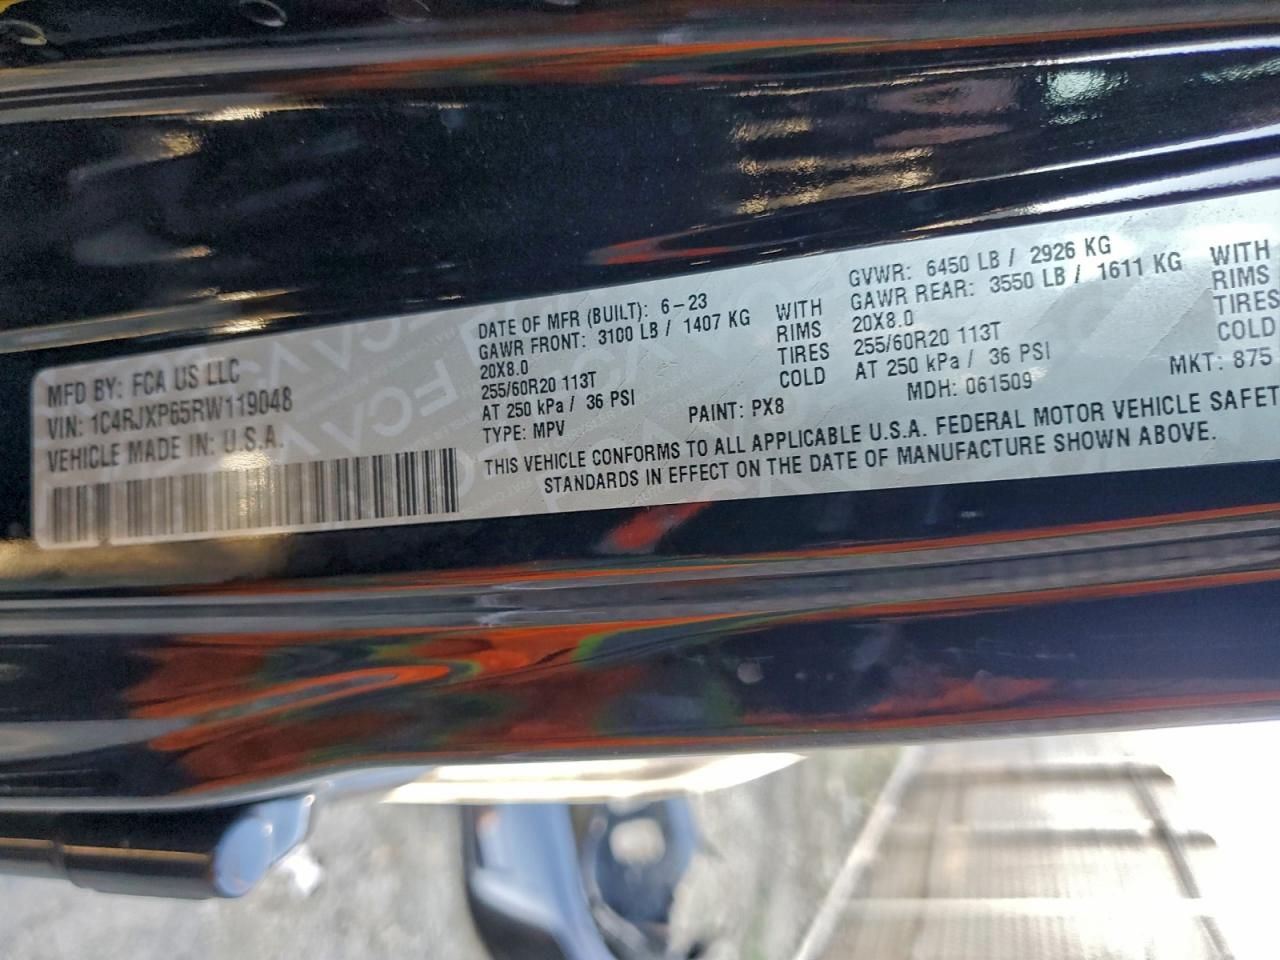 MFD BY: FCA US LLC
VIN: 1C4RJXP65RW119048
VEHICLE MADE IN: U.S.A.
DATE OF MFR (BUILT): 6-23
GAWR FRONT: 3100 LB / 1407 KG WITH
20X8.0 RIMS
255/60R20 113T TIRES
AT 250 kPa / 36 PSI COLD
TYPE: MPV
PAINT: PX8
GVWR: 6450 LB / 2926 KG
GAWR REAR: 3550 LB / 1611 KG WITH
20X8.0 RIMS
255/60R20 113T TIRES
AT 250 kPa / 36 PSI COLD
MDH: 061509
MKT: 875
THIS VEHICLE CONFORMS TO ALL APPLICABLE U.S.A. FEDERAL MOTOR VEHICLE SAFET
STANDARDS IN EFFECT ON THE DATE OF MANUFACTURE SHOWN ABOVE.